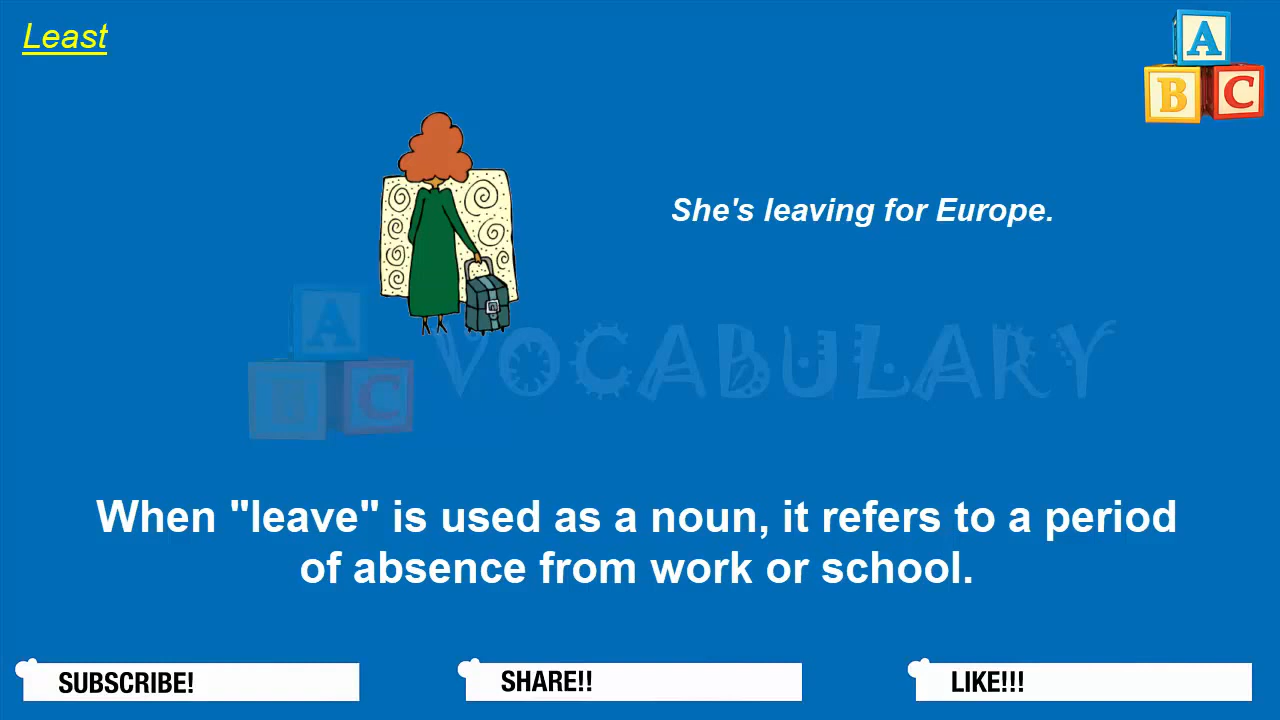 Least
A
B C
She's leaving for Europe.
A
B C
VOCABULARY
When "leave" is used as a noun, it refers to a period
of absence from work or school.
SUBSCRIBE!
SHARE!!
LIKE!!!